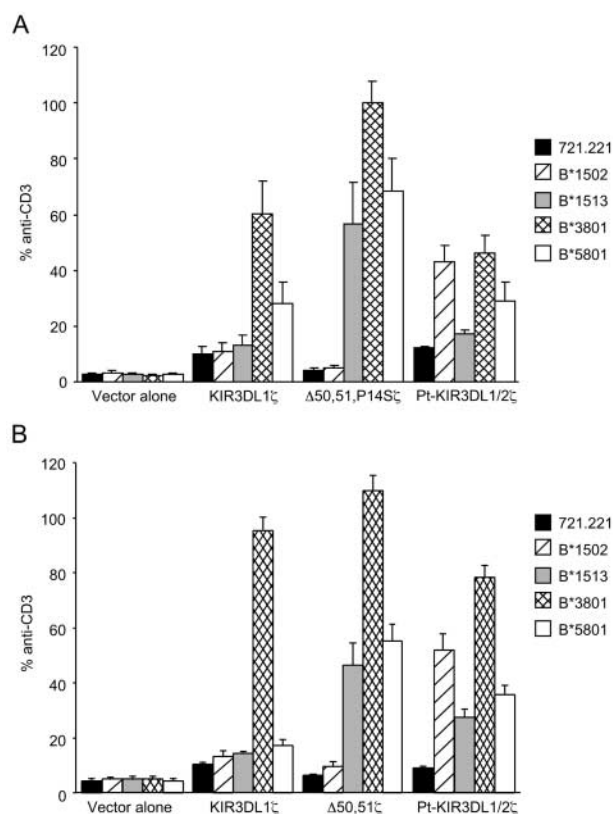 A
120
100
80
60
40
20
0
% anti-CD3
Vector alone KIR3DL1ζ Δ50,51,P14Sζ Pt-KIR3DL1/2ζ
721.221
B*1502
B*1513
B*3801
B*5801
B
120
100
80
60
40
20
0
% anti-CD3
Vector alone KIR3DL1ζ Δ50,51ζ Pt-KIR3DL1/2ζ
721.221
B*1502
B*1513
B*3801
B*5801